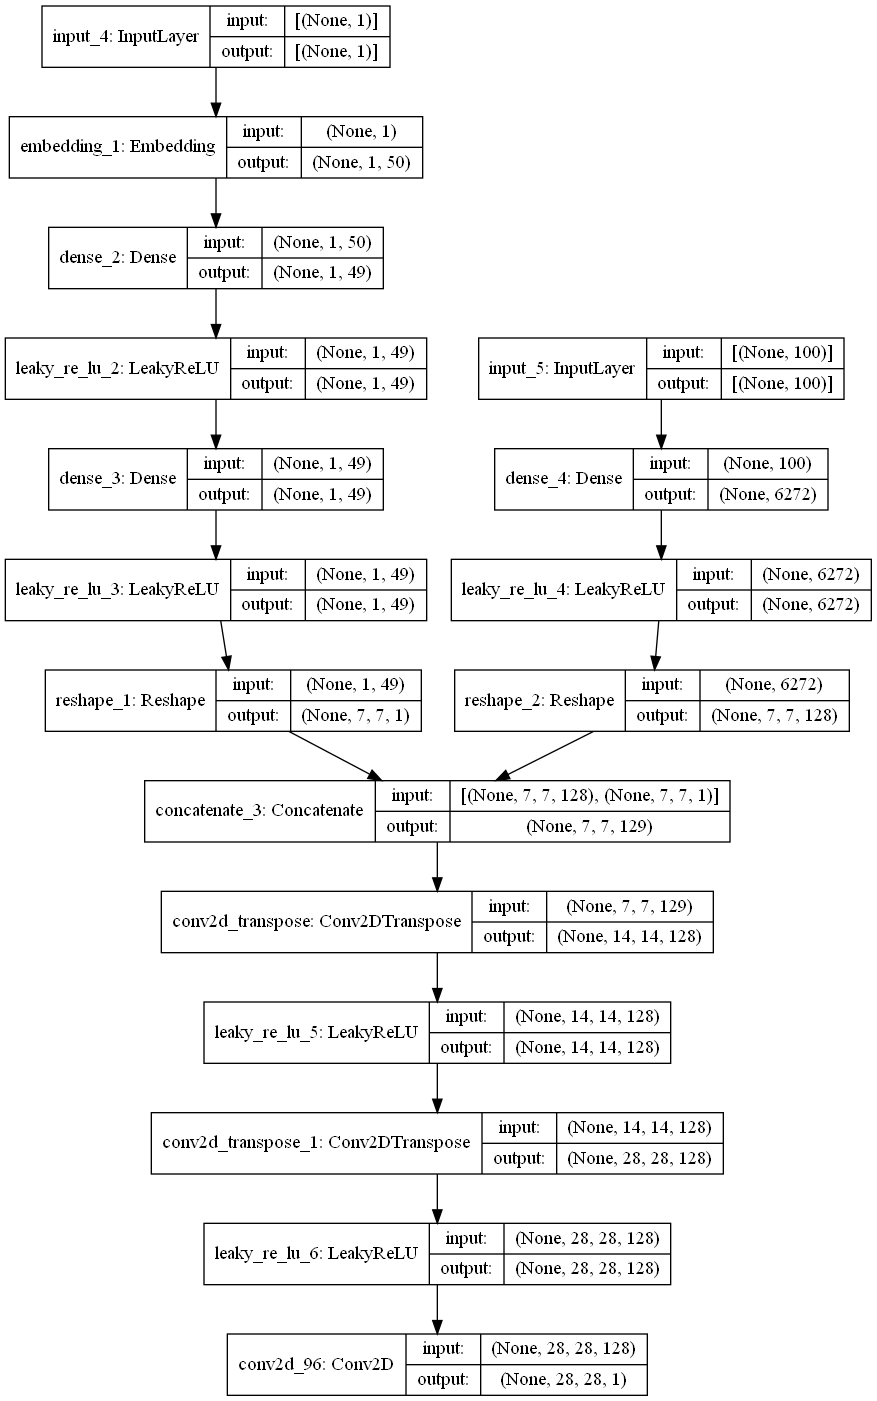 input_4: InputLayer
input: [(None, 1)]
output: [(None, 1)]
embedding_1: Embedding
input: (None, 1)
output: (None, 1, 50)
dense_2: Dense
input: (None, 1, 50)
output: (None, 1, 49)
leaky_re_lu_2: LeakyReLU
input: (None, 1, 49)
output: (None, 1, 49)
input_5: InputLayer
input: [(None, 100)]
output: [(None, 100)]
dense_3: Dense
input: (None, 1, 49)
output: (None, 1, 49)
dense_4: Dense
input: (None, 100)
output: (None, 6272)
leaky_re_lu_3: LeakyReLU
input: (None, 1, 49)
output: (None, 1, 49)
leaky_re_lu_4: LeakyReLU
input: (None, 6272)
output: (None, 6272)
reshape_1: Reshape
input: (None, 1, 49)
output: (None, 7, 7, 1)
reshape_2: Reshape
input: (None, 6272)
output: (None, 7, 7, 128)
concatenate_3: Concatenate
input: [(None, 7, 7, 128), (None, 7, 7, 1)]
output: (None, 7, 7, 129)
conv2d_transpose: Conv2DTranspose
input: (None, 7, 7, 129)
output: (None, 14, 14, 128)
leaky_re_lu_5: LeakyReLU
input: (None, 14, 14, 128)
output: (None, 14, 14, 128)
conv2d_transpose_1: Conv2DTranspose
input: (None, 14, 14, 128)
output: (None, 28, 28, 128)
leaky_re_lu_6: LeakyReLU
input: (None, 28, 28, 128)
output: (None, 28, 28, 128)
conv2d_96: Conv2D
input: (None, 28, 28, 128)
output: (None, 28, 28, 1)